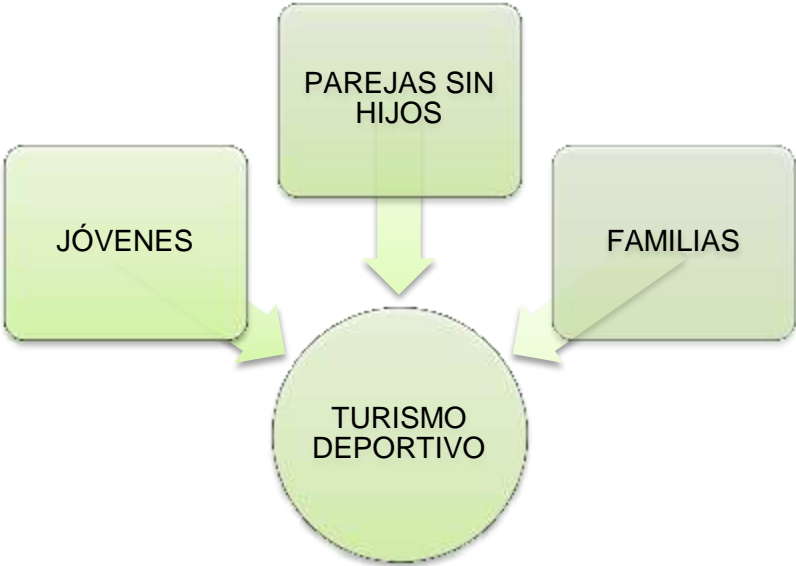 PAREJAS SIN
HIJOS
JÓVENES
FAMILIAS
TURISMO
DEPORTIVO